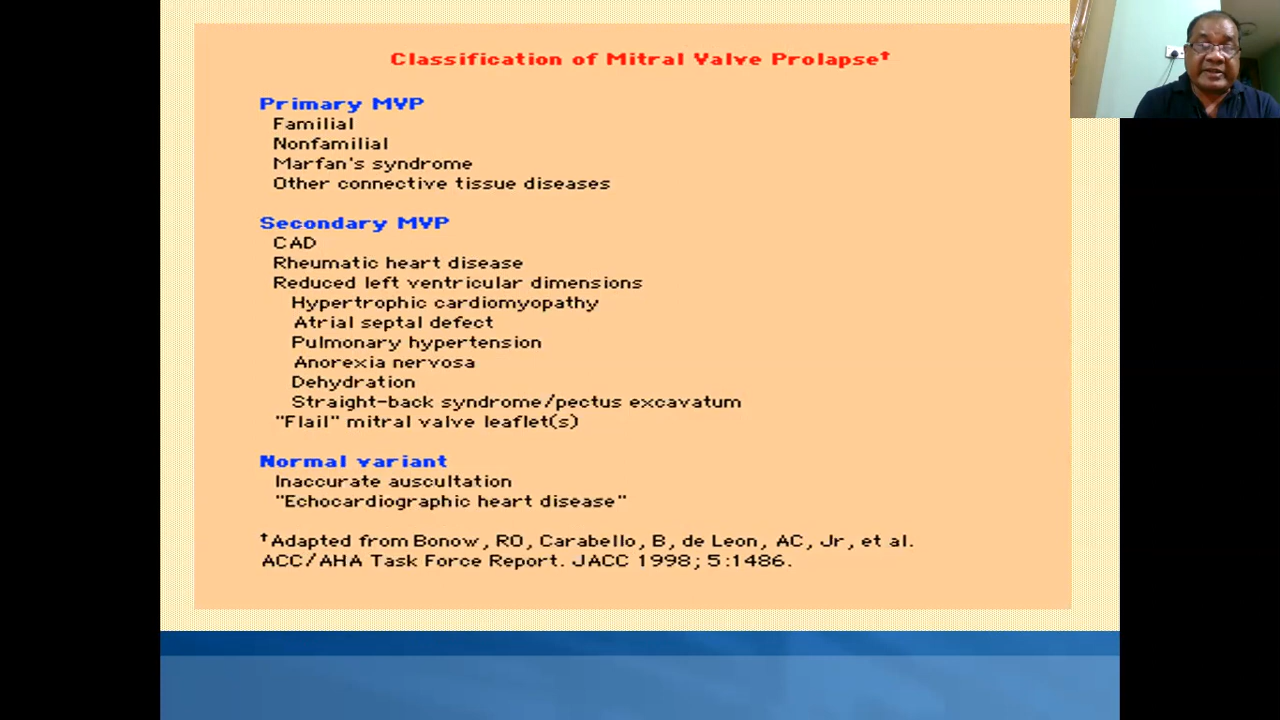 Classification of Mitral Valve Prolapse†
Primary MVP
Familial
Nonfamilial
Marfan's syndrome
Other connective tissue diseases
Secondary MVP
CAD
Rheumatic heart disease
Reduced left ventricular dimensions
Hypertrophic cardiomyopathy
Atrial septal defect
Pulmonary hypertension
Anorexia nervosa
Dehydration
Straight-back syndrome/pectus excavatum
"Flail" mitral valve leaflet(s)
Normal variant
Inaccurate auscultation
"Echocardiographic heart disease"
†Adapted from Bonow, RO, Carabello, B, de Leon, AC, Jr, et al.
ACC/AHA Task Force Report. JACC 1998; 5:1486.